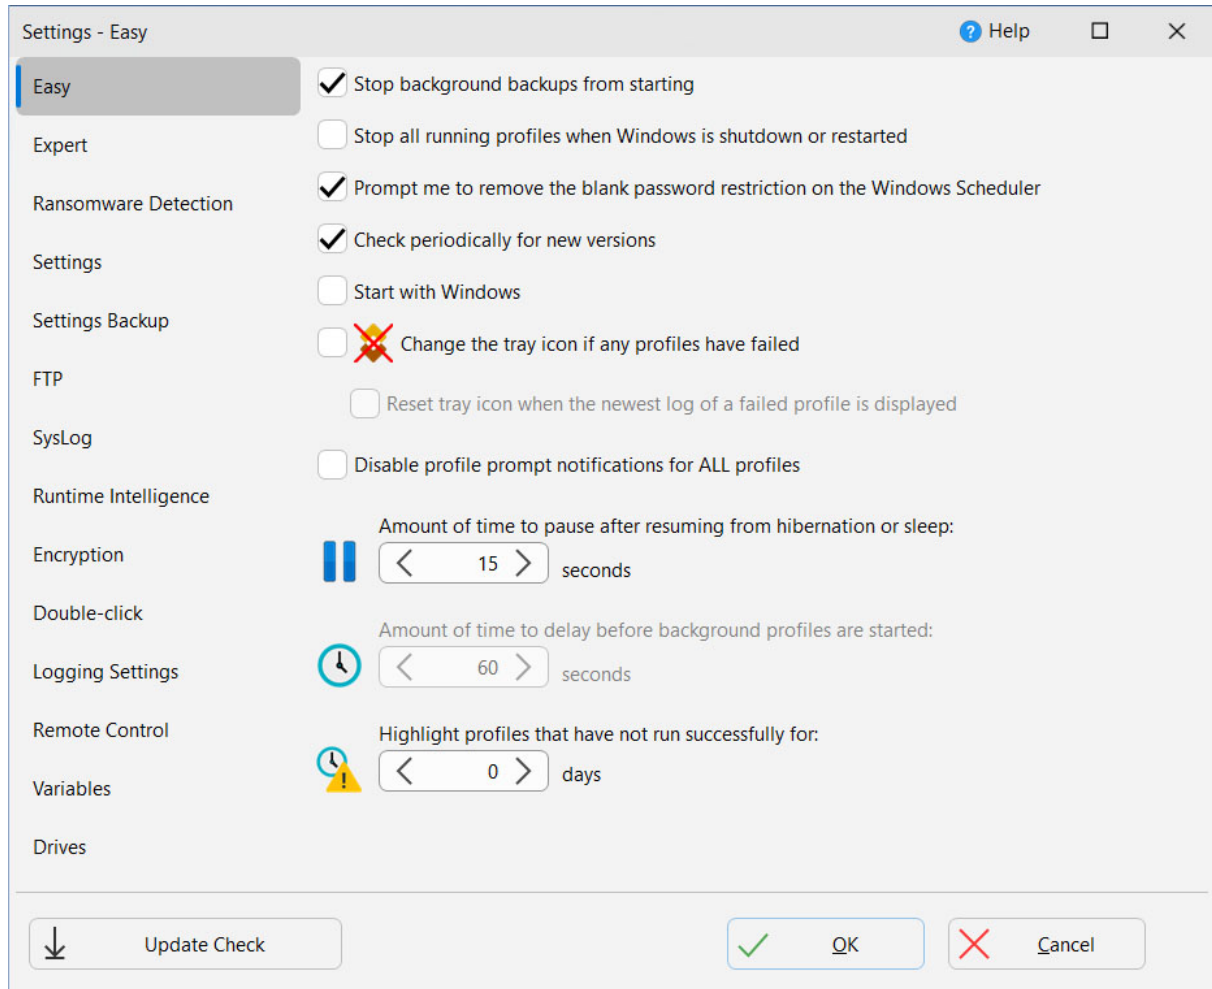 Settings - Easy
? Help
Easy
Expert
Ransomware Detection
Settings
Settings Backup
FTP
SysLog
Runtime Intelligence
Encryption
Double-click
Logging Settings
Remote Control
Variables
Drives
Stop background backups from starting
Stop all running profiles when Windows is shutdown or restarted
Prompt me to remove the blank password restriction on the Windows Scheduler
Check periodically for new versions
Start with Windows
Change the tray icon if any profiles have failed
Reset tray icon when the newest log of a failed profile is displayed
Disable profile prompt notifications for ALL profiles
Amount of time to pause after resuming from hibernation or sleep:
15 seconds
Amount of time to delay before background profiles are started:
60 seconds
Highlight profiles that have not run successfully for:
0 days
Update Check
OK
Cancel